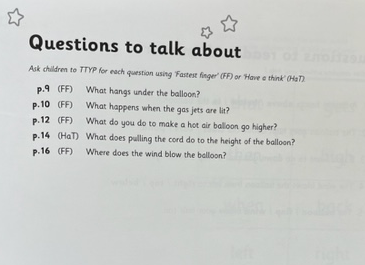 Questions to talk about
Ask children to TTYP for each question using 'Fastest finger' (FF) or 'Have a think' (HaT).
p.9 (FF) What hangs under the balloon?
p.10 (FF) What happens when the gas jets are lit?
p.12 (FF) What do you do to make a hot air balloon go higher?
p.14 (HaT) What does pulling the cord do to the height of the balloon?
p.16 (FF) Where does the wind blow the balloon?